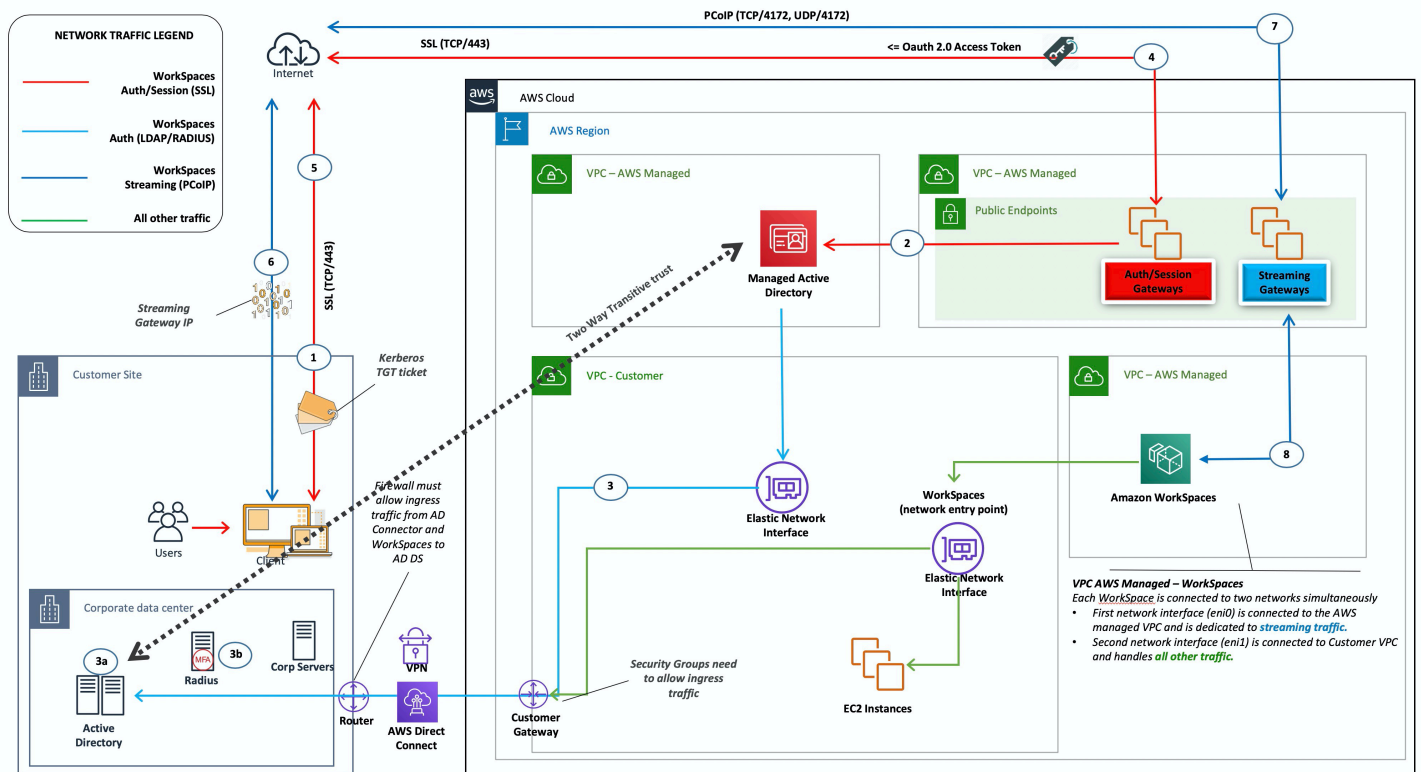 NETWORK TRAFFIC LEGEND
WorkSpaces
Auth/Session (SSL)
WorkSpaces
Auth (LDAP/RADIUS)
WorkSpaces
Streaming (PCoIP)
All other traffic
Internet
PCoIP (TCP/4172, UDP/4172)
7
SSL (TCP/443)
<= Oauth 2.0 Access Token
4
aws
AWS Cloud
AWS Region
VPC – AWS Managed
Managed Active
Directory
VPC – AWS Managed
Public Endpoints
2
Auth/Session
Gateways
Streaming
Gateways
5
6
SSL (TCP/443)
Streaming
Gateway IP
1
Kerberos
TGT ticket
Two Way Transitive trust
Customer Site
Users
Client
Firewall must
allow ingress
traffic from AD
Connector and
WorkSpaces to
AD DS
Corporate data center
3a
Active
Directory
MFA
3b
Radius
Corp Servers
Router
VPN
AWS Direct
Connect
VPC - Customer
3
Elastic Network
Interface
WorkSpaces
(network entry point)
Elastic Network
Interface
Security Groups need
to allow ingress
traffic
Customer
Gateway
EC2 Instances
VPC – AWS Managed
8
Amazon WorkSpaces
VPC AWS Managed – WorkSpaces
Each WorkSpace is connected to two networks simultaneously
• First network interface (eni0) is connected to the AWS
managed VPC and is dedicated to streaming traffic.
• Second network interface (eni1) is connected to Customer VPC
and handles all other traffic.